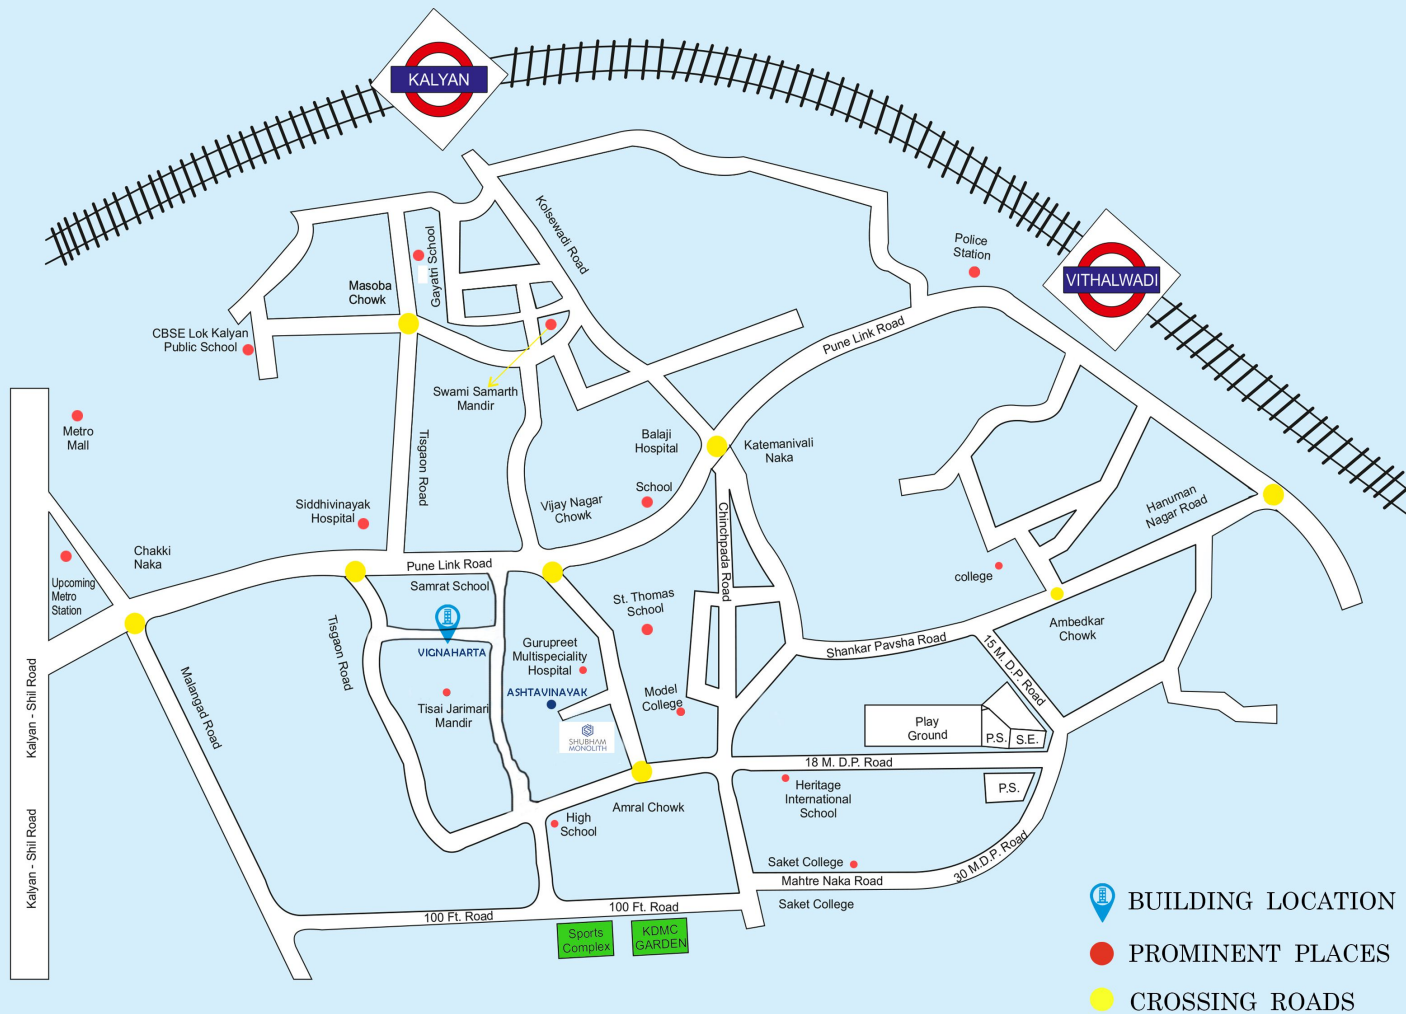 KALYAN
VITHALWADI
Kolsewadi Road
Police
Station
Gayatri School
Masoba
Chowk
CBSE Lok Kalyan
Public School
Pune Link Road
Swami Samarth
Mandir
Metro
Mall
Tisgaon Road
Balaji
Hospital
Katemanivali
Naka
School
Siddhivinayak
Hospital
Vijay Nagar
Chowk
Hanuman
Nagar Road
Chinchpada Road
Chakki
Naka
Pune Link Road
Upcoming
Metro
Station
Samrat School
St. Thomas
School
college
Ambedkar
Chowk
Tisgaon Road
VIGNAHARTA
Gurupreet
Multispeciality
Hospital
Shankar Pavsha Road
15 M. D.P. Road
Kalyan - Shil Road
Malangad Road
ASHTAVINAYAK
Model
College
Tisai Jarimari
Mandir
SHUBHAM
MONOLITH
Play
Ground
P.S.
S.E.
18 M. D.P. Road
Heritage
International
School
P.S.
Amral Chowk
High
School
Kalyan - Shil Road
Saket College
Mahtre Naka Road
30 M.D.P. Road
Saket College
100 Ft. Road
100 Ft. Road
Sports
Complex
KDMC
GARDEN
BUILDING LOCATION
PROMINENT PLACES
CROSSING ROADS